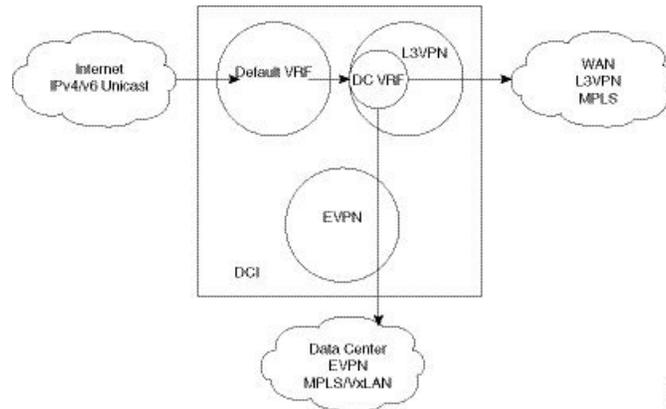 Internet
IPv4/v6 Unicast
Default VRF
L3VPN
DC VRF
WAN
L3VPN
MPLS
EVPN
DCI
Data Center
EVPN
MPLS/VxLAN